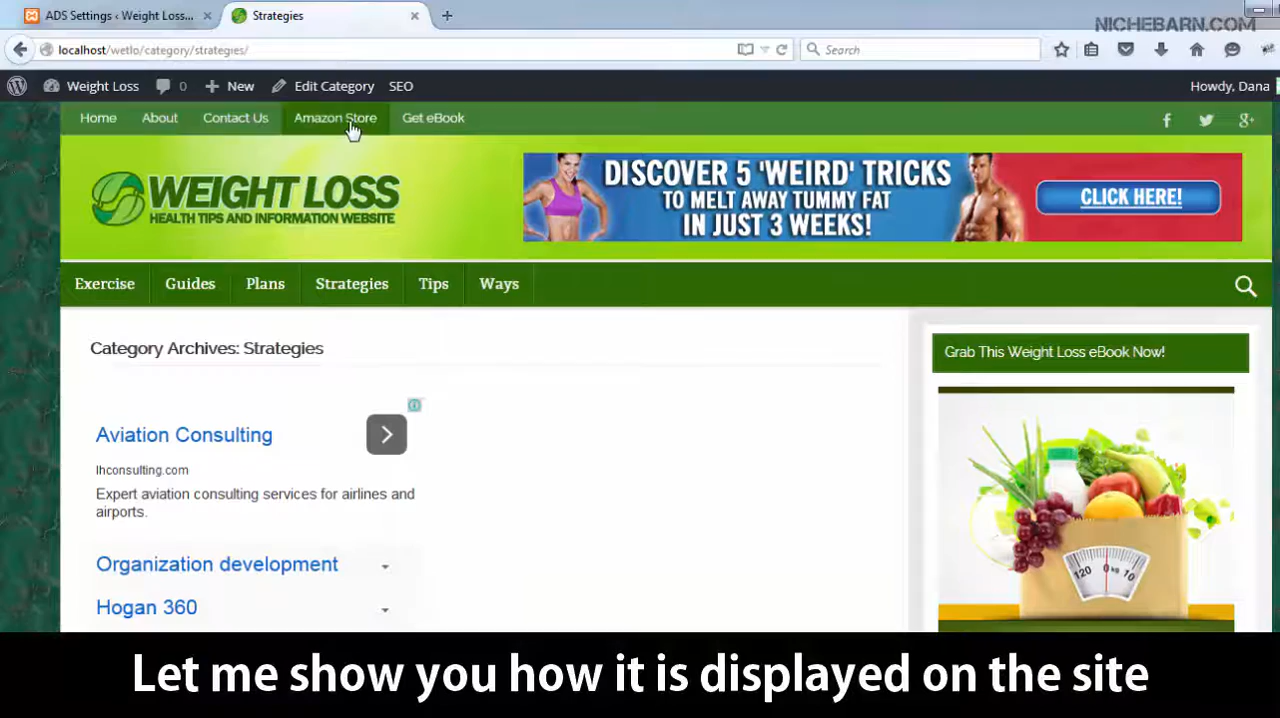 ADS Settings ‹ Weight Loss...
Strategies
NICHEBARN.COM
localhost/wetlo/category/strategies/
Search
Weight Loss
0
New
Edit Category
SEO
Howdy, Dana
Home
About
Contact Us
Amazon Store
Get eBook
WEIGHT LOSS
HEALTH TIPS AND INFORMATION WEBSITE
DISCOVER 5 'WEIRD' TRICKS
TO MELT AWAY TUMMY FAT
IN JUST 3 WEEKS!
CLICK HERE!
Exercise
Guides
Plans
Strategies
Tips
Ways
Category Archives: Strategies
Grab This Weight Loss eBook Now!
Aviation Consulting
lhconsulting.com
Expert aviation consulting services for airlines and
airports.
Organization development
Hogan 360
120 0 kg 10
Let me show you how it is displayed on the site